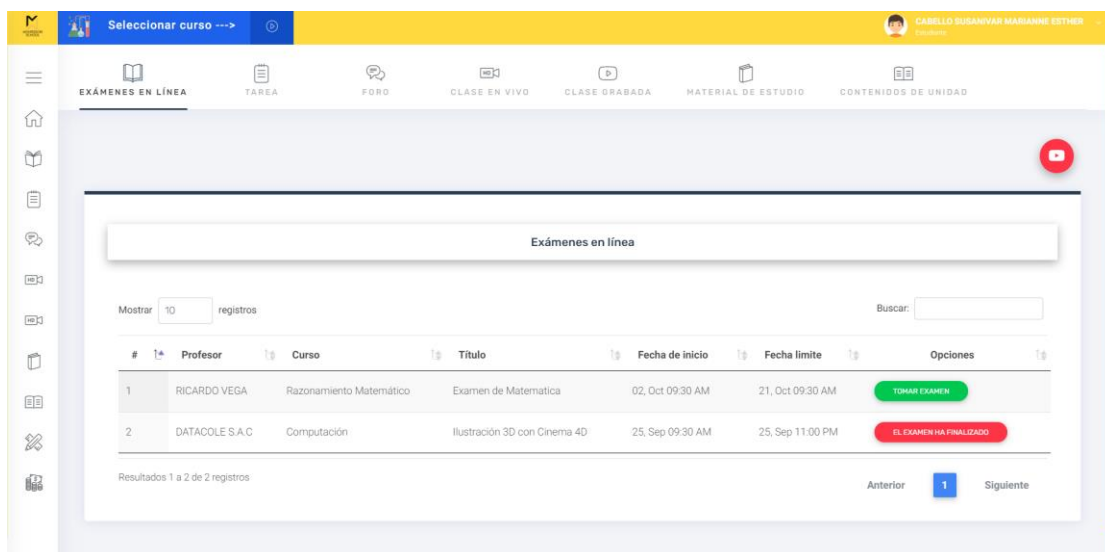 Seleccionar curso --->
CABELLO SUSANIVAR MARIANNE ESTHER
Estudiante
EXÁMENES EN LÍNEA
TAREA
FORO
CLASE EN VIVO
CLASE GRABADA
MATERIAL DE ESTUDIO
CONTENIDOS DE UNIDAD
Exámenes en línea
Mostrar 10 registros
Buscar:
# Profesor Curso Título Fecha de inicio Fecha limite Opciones
1 RICARDO VEGA Razonamiento Matemático Examen de Matematica 02, Oct 09:30 AM 21, Oct 09:30 AM TOMAR EXAMEN
2 DATACOLE S.A.C Computación Ilustración 3D con Cinema 4D 25, Sep 09:30 AM 25, Sep 11:00 PM EL EXAMEN HA FINALIZADO
Resultados 1 a 2 de 2 registros
Anterior 1 Siguiente